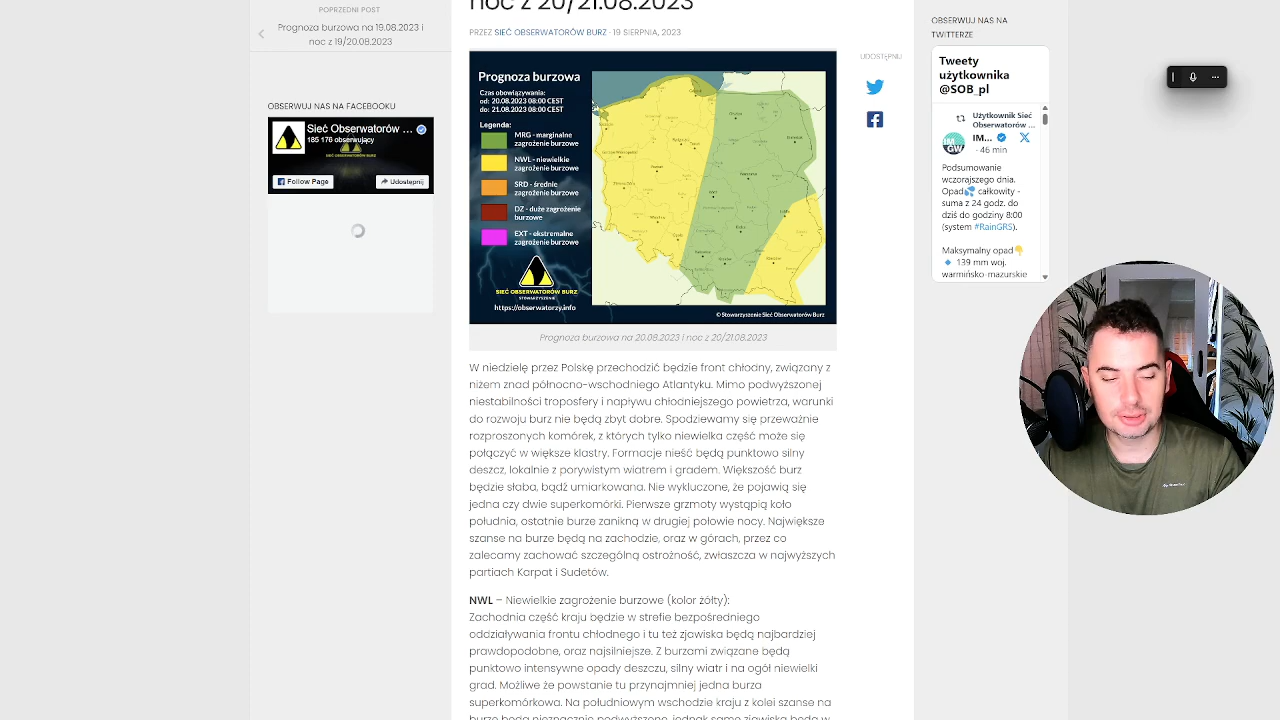 POPRZEDNI POST
Prognoza burzowa na 19.08.2023 i
noc z 19/20.08.2023
OBSERWUJ NAS NA FACEBOOKU
Sieć Obserwatorów ...
185 176 obserwujący
Follow Page
Udostępnij
noc z 20/21.08.2023
PRZEZ SIEĆ OBSERWATORÓW BURZ · 19 SIERPNIA, 2023
Prognoza burzowa
Czas obowiązywania:
od: 20.08.2023 08:00 CEST
do: 21.08.2023 08:00 CEST
Legenda:
MRG - marginalne
zagrożenie burzowe
NWL - niewielkie
zagrożenie burzowe
SRD - średnie
zagrożenie burzowe
DZ - duże zagrożenie
burzowe
EXT - ekstremalne
zagrożenie burzowe
SIEĆ OBSERWATORÓW BURZ
STOWARZYSZENIE
https://obserwatorzy.info
© Stowarzyszenie Sieć Obserwatorów Burz
Prognoza burzowa na 20.08.2023 i noc z 20/21.08.2023
W niedzielę przez Polskę przechodzić będzie front chłodny, związany z
niżem znad północno-wschodniego Atlantyku. Mimo podwyższonej
niestabilności troposfery i napływu chłodniejszego powietrza, warunki
do rozwoju burz nie będą zbyt dobre. Spodziewamy się przeważnie
rozproszonych komórek, z których tylko niewielka część może się
połączyć w większe klastry. Formacje nieść będą punktowo silny
deszcz, lokalnie z porywistym wiatrem i gradem. Większość burz
będzie słaba, bądź umiarkowana. Nie wykluczone, że pojawią się
jedna czy dwie superkomórki. Pierwsze grzmoty wystąpią koło
południa, ostatnie burze zanikną w drugiej połowie nocy. Największe
szanse na burze będą na zachodzie, oraz w górach, przez co
zalecamy zachować szczególną ostrożność, zwłaszcza w najwyższych
partiach Karpat i Sudetów.
NWL – Niewielkie zagrożenie burzowe (kolor żółty):
Zachodnia część kraju będzie w strefie bezpośredniego
oddziaływania frontu chłodnego i tu też zjawiska będą najbardziej
prawdopodobne, oraz najsilniejsze. Z burzami związane będą
punktowo intensywne opady deszczu, silny wiatr i na ogół niewielki
grad. Możliwe że powstanie tu przynajmniej jedna burza
superkomórkowa. Na południowym wschodzie kraju z kolei szanse na
burze będą nieznacznie podwyższone, jednak same zjawiska będą w
UDOSTĘPNIJ
OBSERWUJ NAS NA
TWITTERZE
Tweety
użytkownika
@SOB_pl
Użytkownik Sieć
Obserwatorów ...
IM...
· 46 min
Podsumowanie
wczorajszego dnia.
Opad całkowity -
suma z 24 godz. do
dziś do godziny 8:00
(system #RainGRS).
Maksymalny opad
139 mm woj.
warmińsko-mazurskie